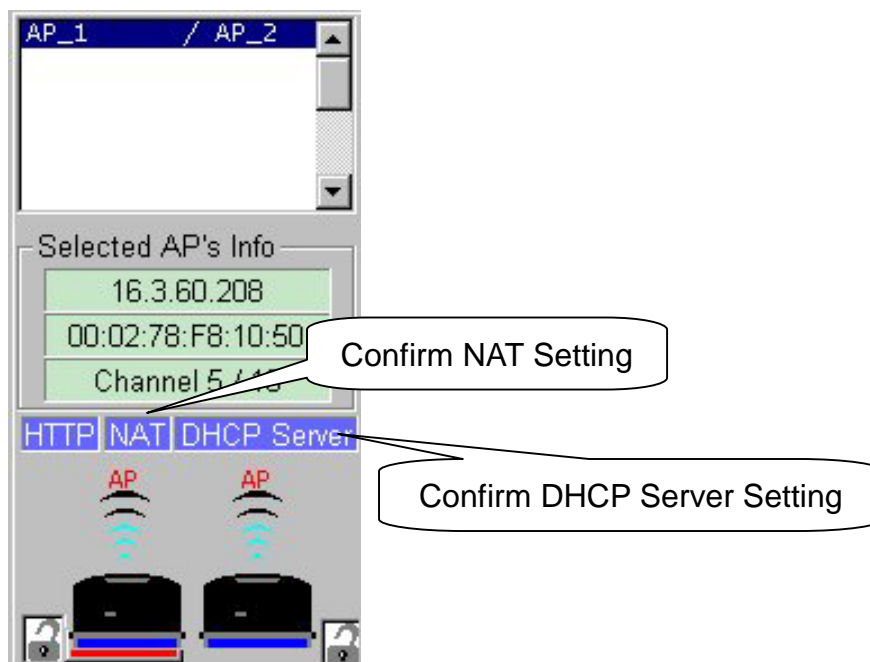 AP_1 / AP_2
Selected AP's Info
16.3.60.208
00:02:78:F8:10:50
Confirm NAT Setting
Channel 5 /
HTTP NAT DHCP Server
Confirm DHCP Server Setting
AP AP